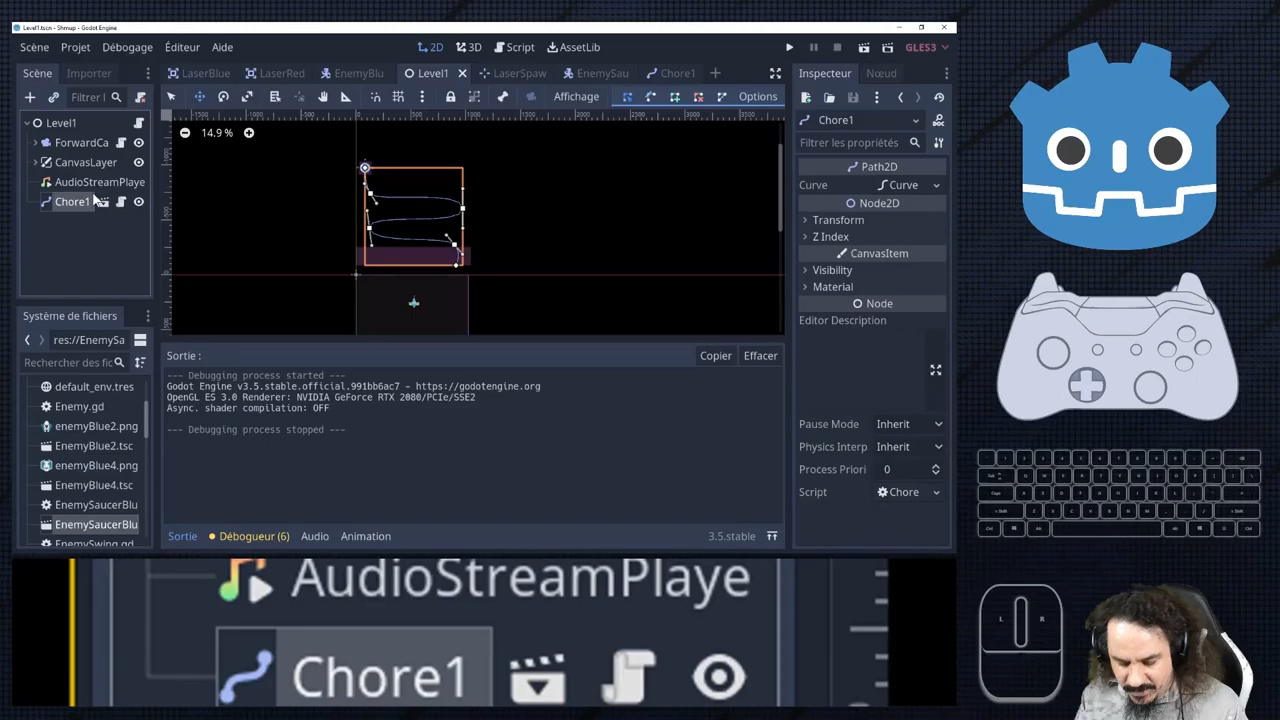 Level1.tscn - Shmup - Godot Engine
Scène Projet Débogage Éditeur Aide
2D 3D Script AssetLib
GLES3
Scène Importer
LaserBlue LaserRed EnemyBlu Level1 LaserSpaw EnemySau Chore1
Inspecteur Nœud
Filtrer l
Affichage Options
Level1
ForwardCa
CanvasLayer
AudioStreamPlaye
Chore1
14.9 %
Chore1
Filtrer les propriétés
Path2D
Curve Curve
Node2D
Transform
Z Index
CanvasItem
Visibility
Material
Node
Editor Description
Pause Mode Inherit
Physics Interp Inherit
Process Priori 0
Script Chore
Système de fichiers
res://EnemySa
Rechercher des fic
default_env.tres
Enemy.gd
enemyBlue2.png
EnemyBlue2.tsc
enemyBlue4.png
EnemyBlue4.tsc
EnemySaucerBlu
EnemySaucerBlu
EnemySwing.gd
Sortie :
Copier Effacer
--- Debugging process started ---
Godot Engine v3.5.stable.official.991bb6ac7 - https://godotengine.org
OpenGL ES 3.0 Renderer: NVIDIA GeForce RTX 2080/PCIe/SSE2
Async. shader compilation: OFF
--- Debugging process stopped ---
Sortie Débogueur (6) Audio Animation
3.5.stable
AudioStreamPlaye
Chore1
L R